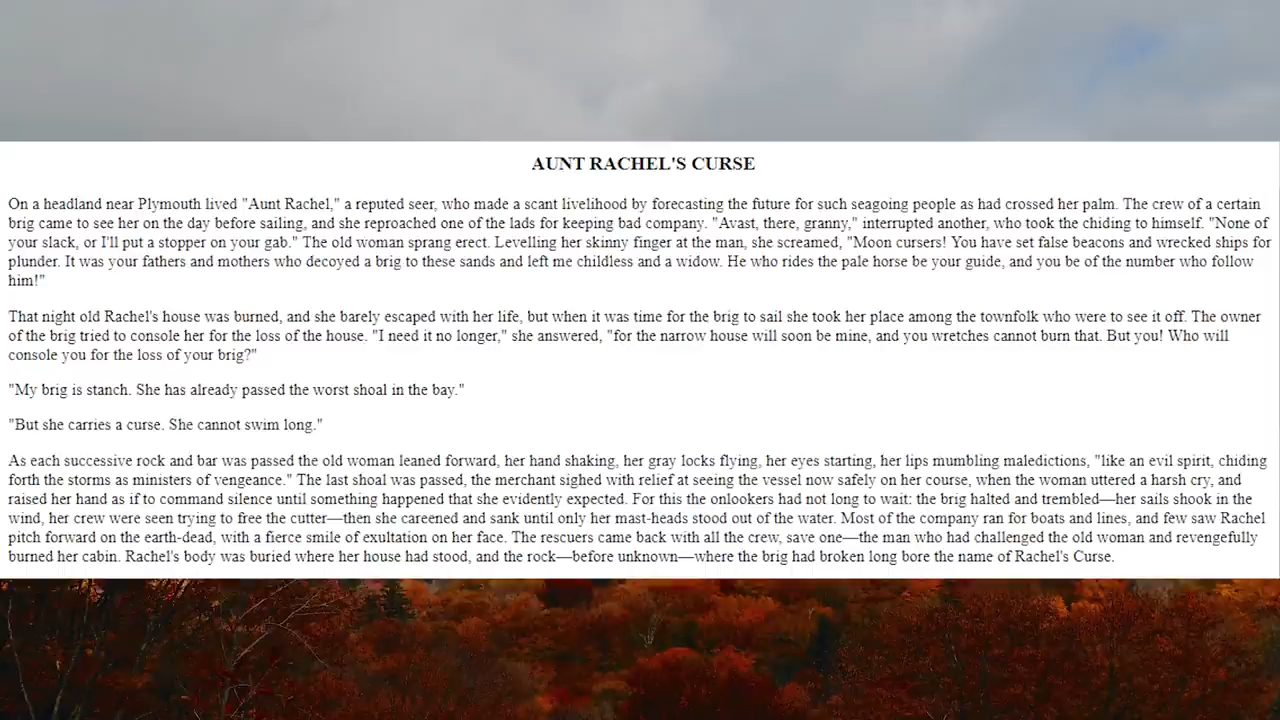 AUNT RACHEL'S CURSE
On a headland near Plymouth lived "Aunt Rachel," a reputed seer, who made a scant livelihood by forecasting the future for such seagoing people as had crossed her palm. The crew of a certain
brig came to see her on the day before sailing, and she reproached one of the lads for keeping bad company. "Avast, there, granny," interrupted another, who took the chiding to himself. "None of
your slack, or I'll put a stopper on your gab." The old woman sprang erect. Levelling her skinny finger at the man, she screamed, "Moon cursers! You have set false beacons and wrecked ships for
plunder. It was your fathers and mothers who decoyed a brig to these sands and left me childless and a widow. He who rides the pale horse be your guide, and you be of the number who follow
him!"
That night old Rachel's house was burned, and she barely escaped with her life, but when it was time for the brig to sail she took her place among the townfolk who were to see it off. The owner
of the brig tried to console her for the loss of the house. "I need it no longer," she answered, "for the narrow house will soon be mine, and you wretches cannot burn that. But you! Who will
console you for the loss of your brig?"
"My brig is stanch. She has already passed the worst shoal in the bay."
"But she carries a curse. She cannot swim long."
As each successive rock and bar was passed the old woman leaned forward, her hand shaking, her gray locks flying, her eyes starting, her lips mumbling maledictions, "like an evil spirit, chiding
forth the storms as ministers of vengeance." The last shoal was passed, the merchant sighed with relief at seeing the vessel now safely on her course, when the woman uttered a harsh cry, and
raised her hand as if to command silence until something happened that she evidently expected. For this the onlookers had not long to wait: the brig halted and trembled—her sails shook in the
wind, her crew were seen trying to free the cutter—then she careened and sank until only her mast-heads stood out of the water. Most of the company ran for boats and lines, and few saw Rachel
pitch forward on the earth-dead, with a fierce smile of exultation on her face. The rescuers came back with all the crew, save one—the man who had challenged the old woman and revengefully
burned her cabin. Rachel's body was buried where her house had stood, and the rock—before unknown—where the brig had broken long bore the name of Rachel's Curse.